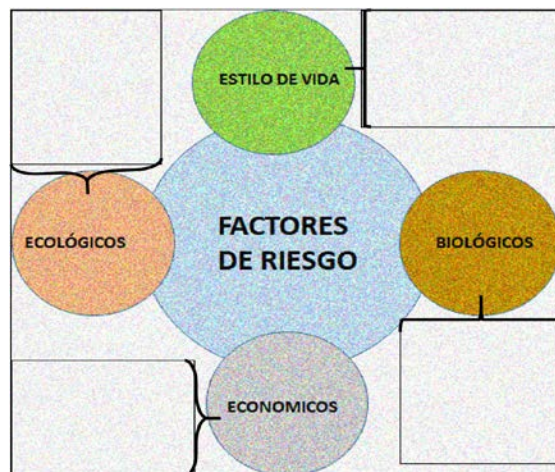 ESTILO DE VIDA
ECOLÓGICOS
FACTORES
DE RIESGO
BIOLÓGICOS
ECONOMICOS